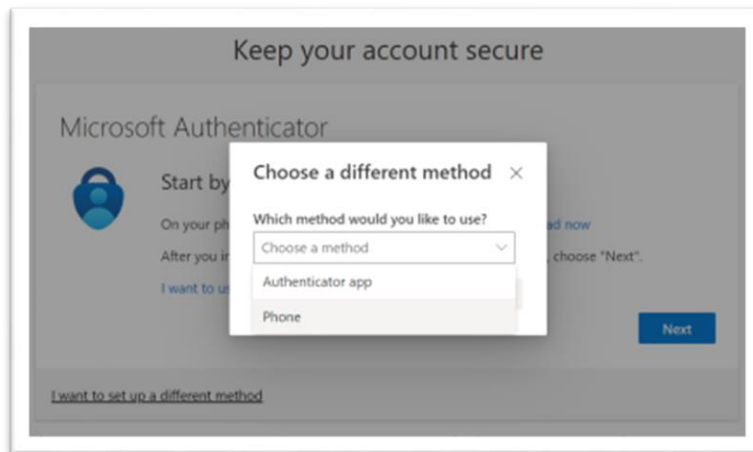 Keep your account secure
Microsoft Authenticator
Start by
On your ph
ad now
After you in
, choose "Next".
I want to us
Choose a different method
Which method would you like to use?
Choose a method
Authenticator app
Phone
Next
I want to set up a different method